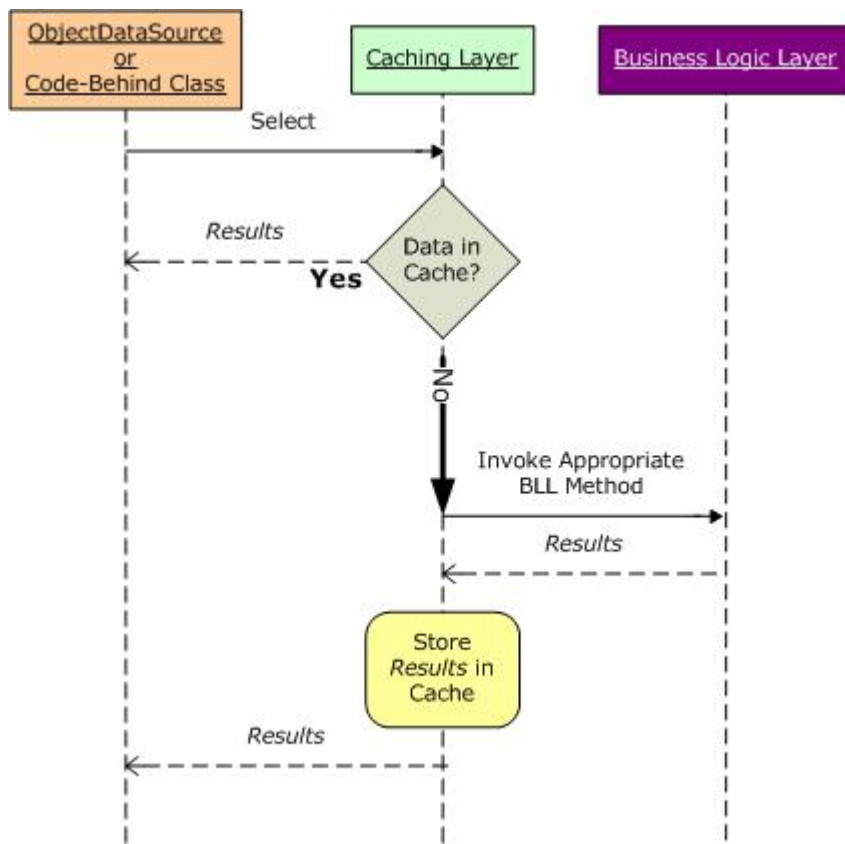 ObjectDataSource
or
Code-Behind Class
Caching Layer
Business Logic Layer
Select
Results
Data in
Cache?
Yes
No
Invoke Appropriate
BLL Method
Results
Store
Results in
Cache
Results